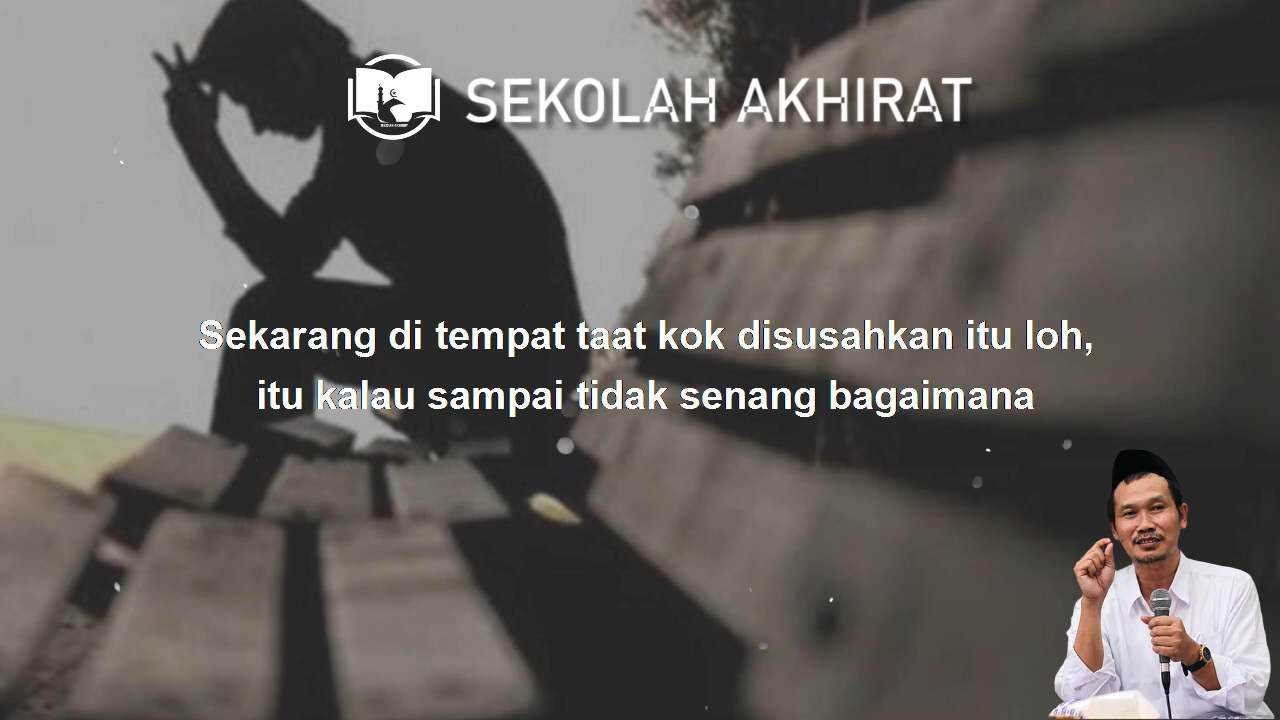 SEKOLAH AKHIRAT
Sekarang di tempat taat kok disusahkan itu loh,
itu kalau sampai tidak senang bagaimana